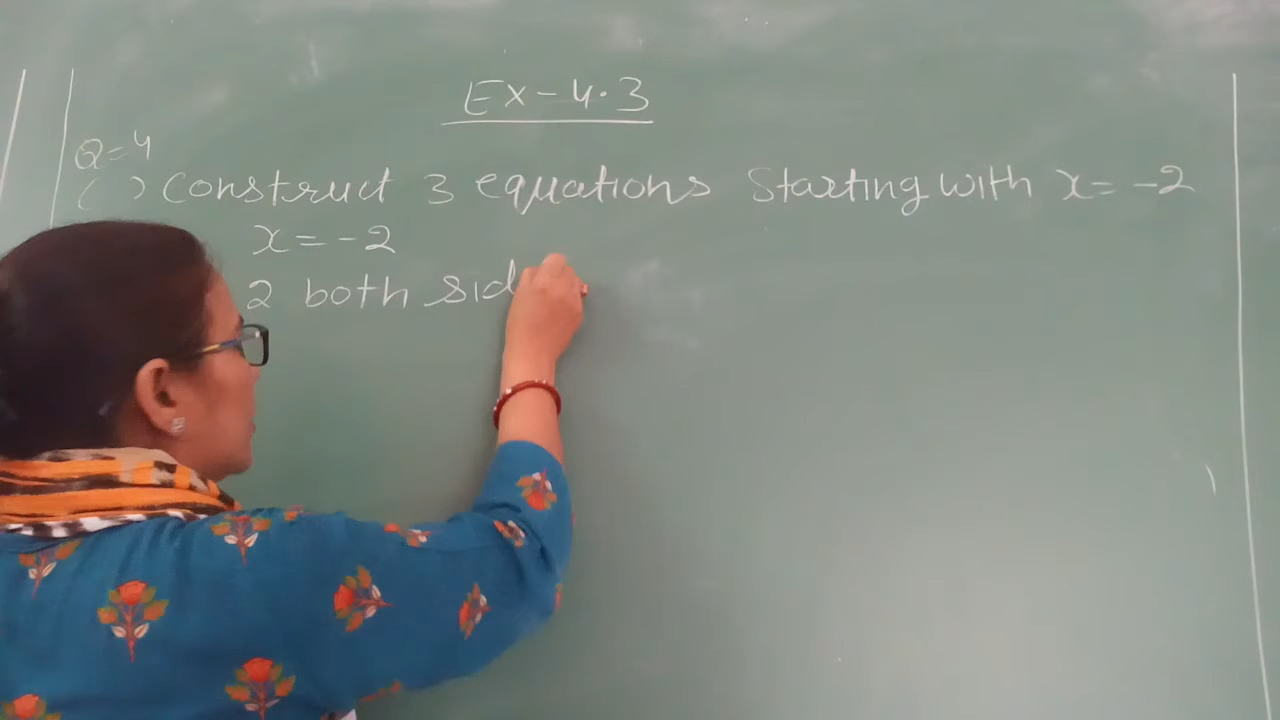 Ex - 4.3
Q = 4
( ) Construct 3 equations Starting with x = -2
x = -2
2 both sid